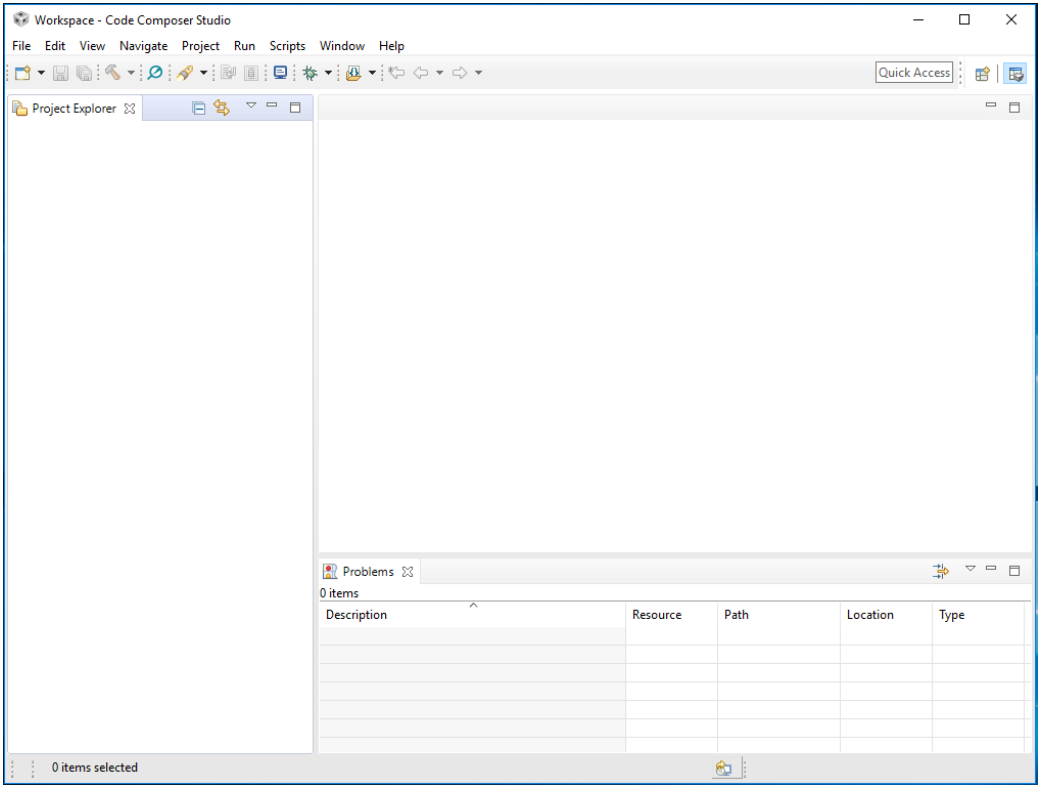 Workspace - Code Composer Studio
File Edit View Navigate Project Run Scripts Window Help
Quick Access
Project Explorer
Problems
0 items
Description Resource Path Location Type
0 items selected